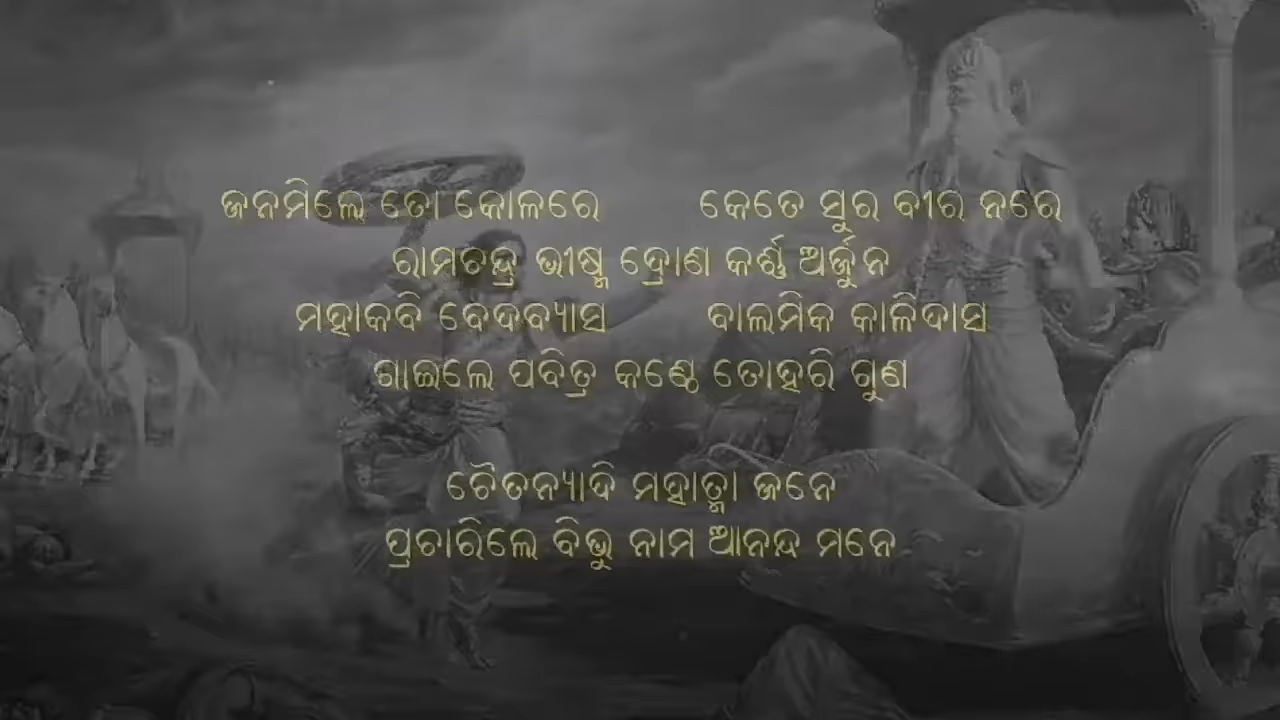 ଜନମିଲେ ତୋ କୋଳରେ କେତେ ସୁର ବୀର ନରେ
ରାମଚନ୍ଦ୍ର ଭୀଷ୍ମ ଦ୍ରୋଣ କର୍ଣ୍ଣ ଅର୍ଜୁନ
ମହାକବି ବେଦବ୍ୟାସ ବାଲମିକ କାଳିଦାସ
ଗାଇଲେ ପବିତ୍ର କଣ୍ଠେ ତୋହରି ଗୁଣ
ଚୈତନ୍ୟାଦି ମହାତ୍ମା ଜନେ
ପ୍ରଚାରିଲେ ବିଭୁ ନାମ ଆନନ୍ଦ ମନେ